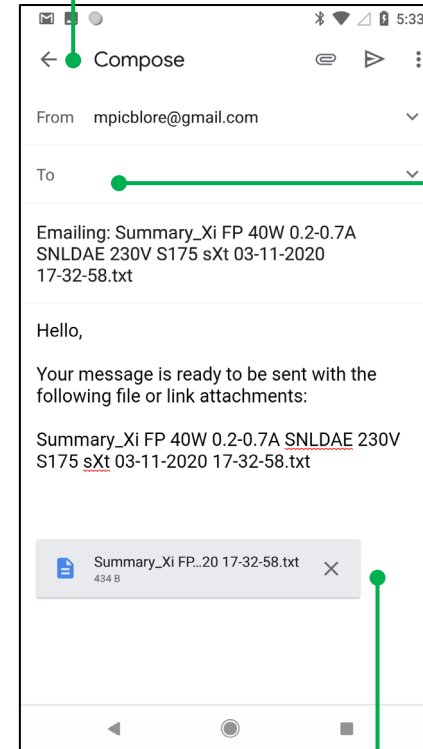 5:33
Compose
From mpicblore@gmail.com
To
Emailing: Summary_Xi FP 40W 0.2-0.7A
SNLDAE 230V S175 sXt 03-11-2020
17-32-58.txt
Hello,
Your message is ready to be sent with the
following file or link attachments:
Summary_Xi FP 40W 0.2-0.7A SNLDAE 230V
S175 sXt 03-11-2020 17-32-58.txt
Summary_Xi FP...20 17-32-58.txt
434 B